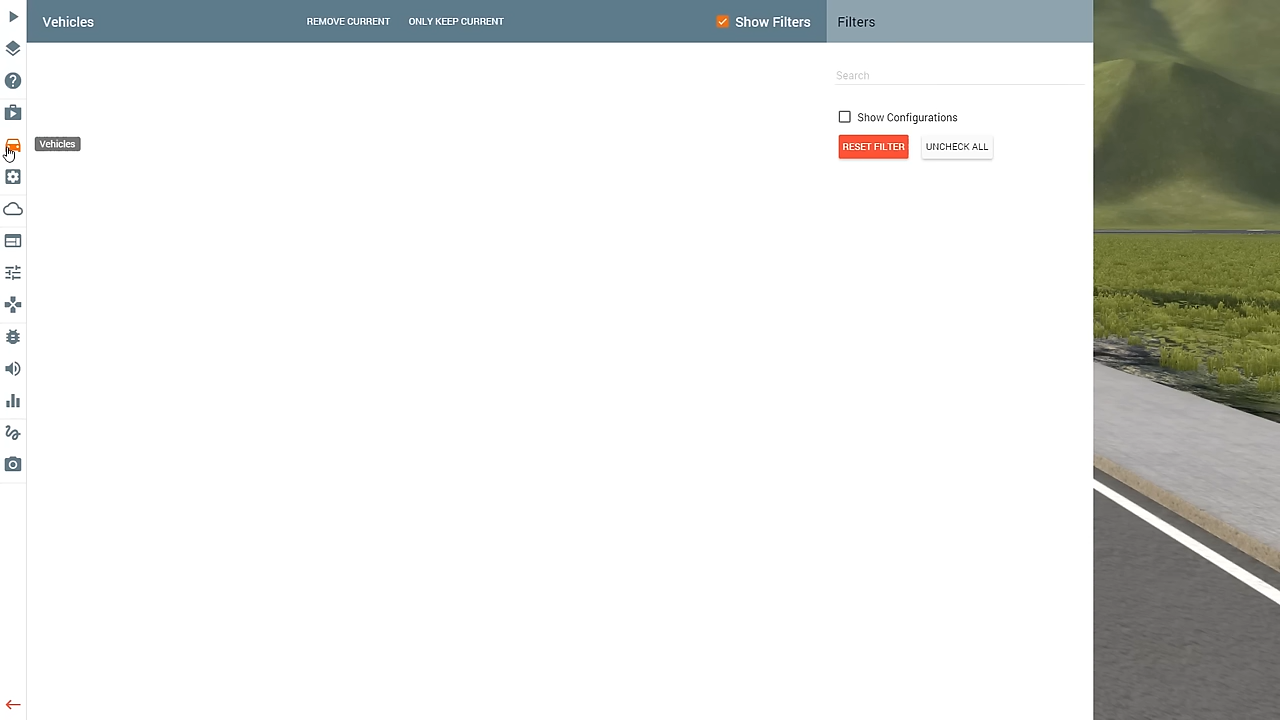 Vehicles
REMOVE CURRENT
ONLY KEEP CURRENT
Show Filters
Filters
Search
Show Configurations
RESET FILTER
UNCHECK ALL
Vehicles